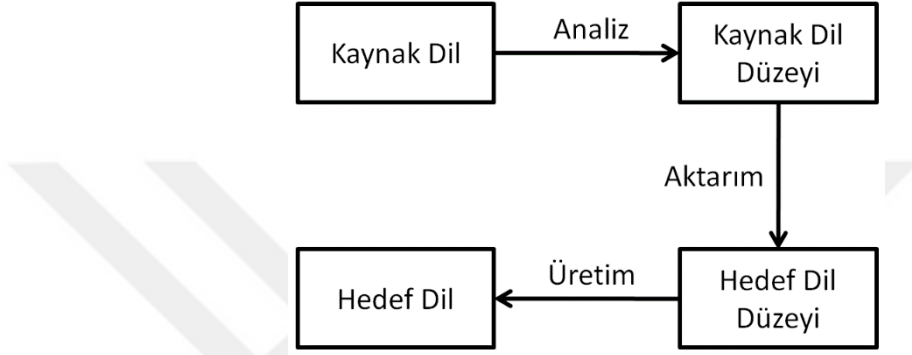 Kaynak Dil
Analiz
Kaynak Dil
Düzeyi
Aktarım
Hedef Dil
Düzeyi
Üretim
Hedef Dil